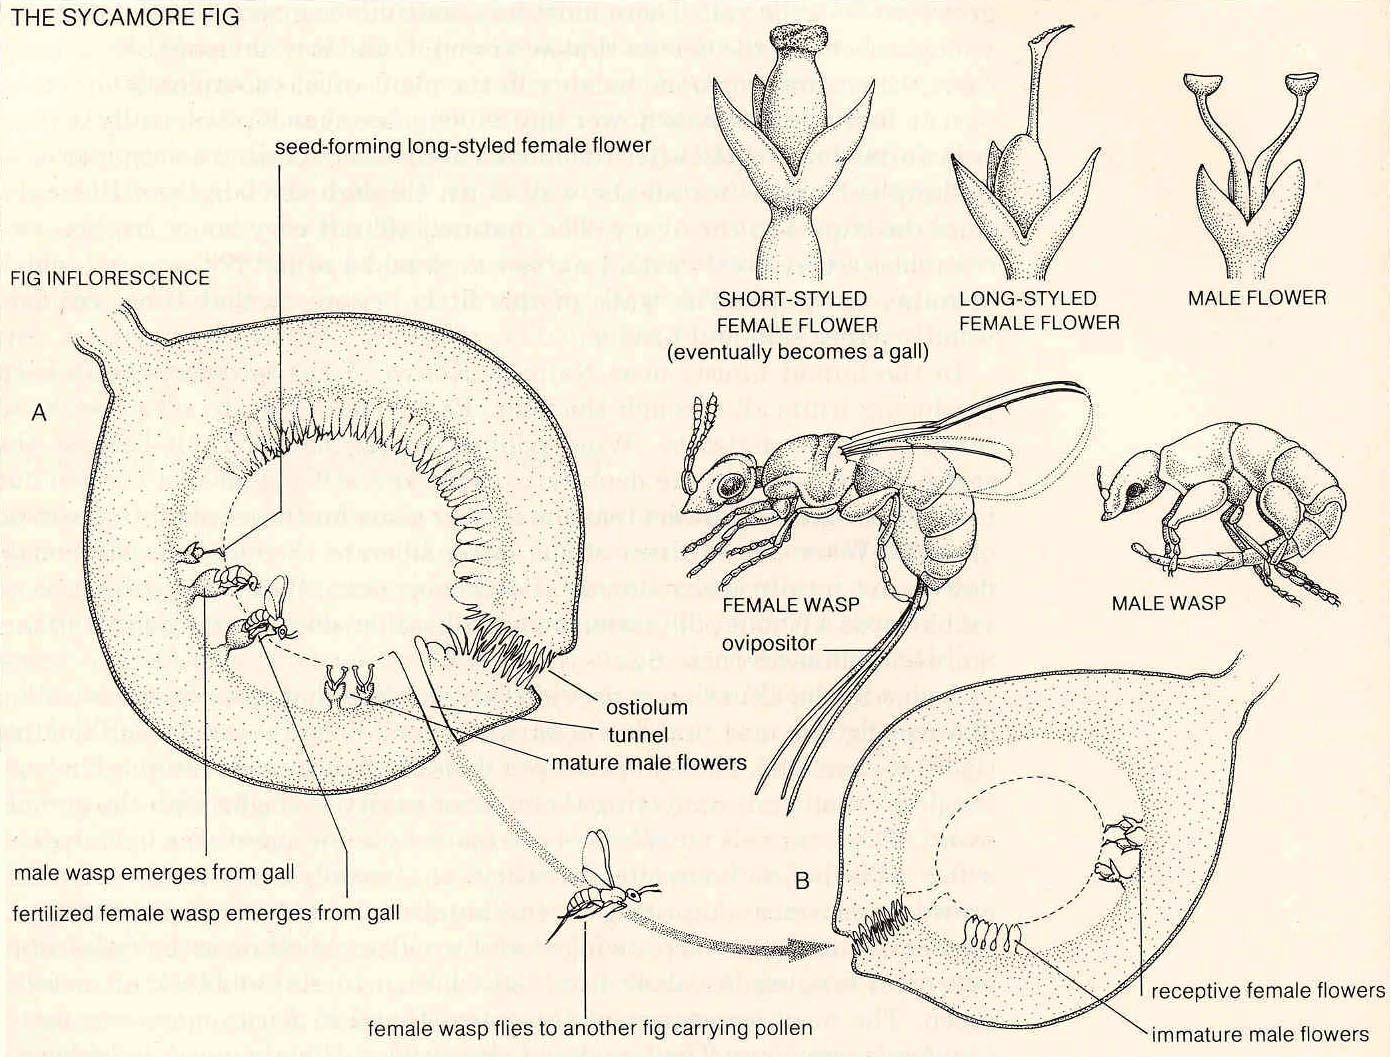 THE SYCAMORE FIG
seed-forming long-styled female flower
FIG INFLORESCENCE
SHORT-STYLED
FEMALE FLOWER
(eventually becomes a gall)
LONG-STYLED
FEMALE FLOWER
MALE FLOWER
A
FEMALE WASP
ovipositor
MALE WASP
ostiolum
tunnel
mature male flowers
male wasp emerges from gall
fertilized female wasp emerges from gall
B
receptive female flowers
female wasp flies to another fig carrying pollen
immature male flowers